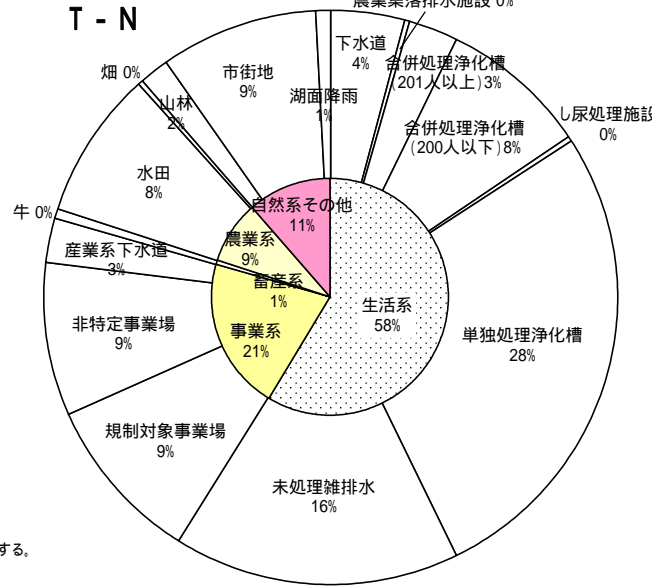 T-N
農業集落排水施設 0%
下水道
4%
合併処理浄化槽
(201人以上)3%
合併処理浄化槽
(200人以下)8%
し尿処理施設
0%
単独処理浄化槽
28%
未処理雑排水
16%
規制対象事業場
9%
非特定事業場
9%
産業系下水道
3%
牛 0%
水田
8%
畑 0%
山林
2%
市街地
9%
湖面降雨
1%
自然系その他
11%
農業系
9%
畜産系
1%
事業系
21%
生活系
58%
する。